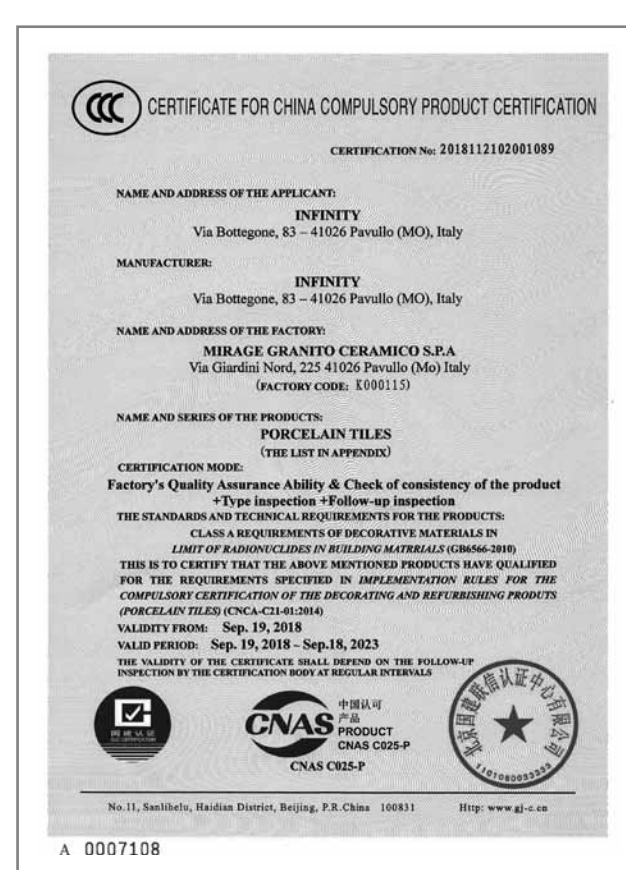 CCC CERTIFICATE FOR CHINA COMPULSORY PRODUCT CERTIFICATION
CERTIFICATION No: 2018112102001089
NAME AND ADDRESS OF THE APPLICANT:
INFINITY
Via Bottegone, 83 – 41026 Pavullo (MO), Italy
MANUFACTURER:
INFINITY
Via Bottegone, 83 – 41026 Pavullo (MO), Italy
NAME AND ADDRESS OF THE FACTORY:
MIRAGE GRANITO CERAMICO S.P.A
Via Giardini Nord, 225 41026 Pavullo (Mo) Italy
(FACTORY CODE: K000115)
NAME AND SERIES OF THE PRODUCTS:
PORCELAIN TILES
(THE LIST IN APPENDIX)
CERTIFICATION MODE:
Factory's Quality Assurance Ability & Check of consistency of the product
+Type inspection +Follow-up inspection
THE STANDARDS AND TECHNICAL REQUIREMENTS FOR THE PRODUCTS:
CLASS A REQUIREMENTS OF DECORATIVE MATERIALS IN
LIMIT OF RADIONUCLIDES IN BUILDING MATRRIALS (GB6566-2010)
THIS IS TO CERTIFY THAT THE ABOVE MENTIONED PRODUCTS HAVE QUALIFIED
FOR THE REQUIREMENTS SPECIFIED IN IMPLEMENTATION RULES FOR THE
COMPULSORY CERTIFICATION OF THE DECORATING AND REFURBISHING PRODUTS
(PORCELAIN TILES) (CNCA-C21-01:2014)
VALIDITY FROM: Sep. 19, 2018
VALID PERIOD: Sep. 19, 2018 – Sep.18, 2023
THE VALIDITY OF THE CERTIFICATE SHALL DEPEND ON THE FOLLOW-UP
INSPECTION BY THE CERTIFICATION BODY AT REGULAR INTERVALS
国建认证
CNAS
中国认可
产品
PRODUCT
CNAS C025-P
CNAS C025-P
北京国建联信认证中心有限公司
1101080033333
No.11, Sanlihelu, Haidian District, Beijing, P.R.China 100831 Http: www.gj-c.cn
A 0007108